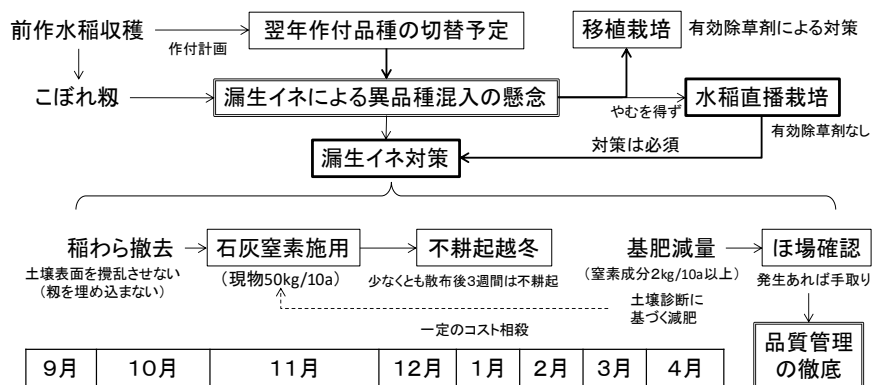 前作水稲収穫
作付計画
翌年作付品種の切替予定
移植栽培
有効除草剤による対策
こぼれ籾
漏生イネによる異品種混入の懸念
やむを得ず
水稲直播栽培
有効除草剤なし
対策は必須
漏生イネ対策
稲わら撤去
土壌表面を攪乱させない
(籾を埋め込まない)
石灰窒素施用
(現物50kg/10a)
不耕起越冬
少なくとも散布後3週間は不耕起
基肥減量
(窒素成分2kg/10a以上)
土壌診断に
基づく減肥
ほ場確認
発生あれば手取り
一定のコスト相殺
品質管理
の徹底
9月 10月 11月 12月 1月 2月 3月 4月